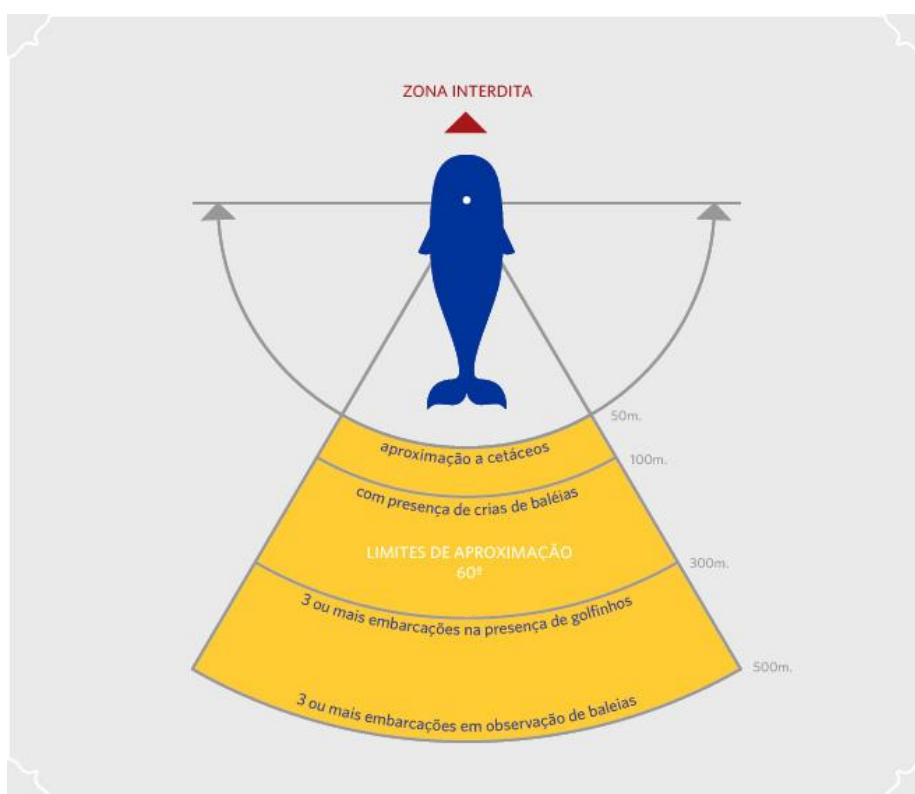 ZONA INTERDITA
50m.
aproximação a cetáceos
100m.
com presença de crias de baléias
LIMITES DE APROXIMAÇÃO
60º
300m.
3 ou mais embarcações na presença de golfinhos
500m.
3 ou mais embarcações em observação de baleias